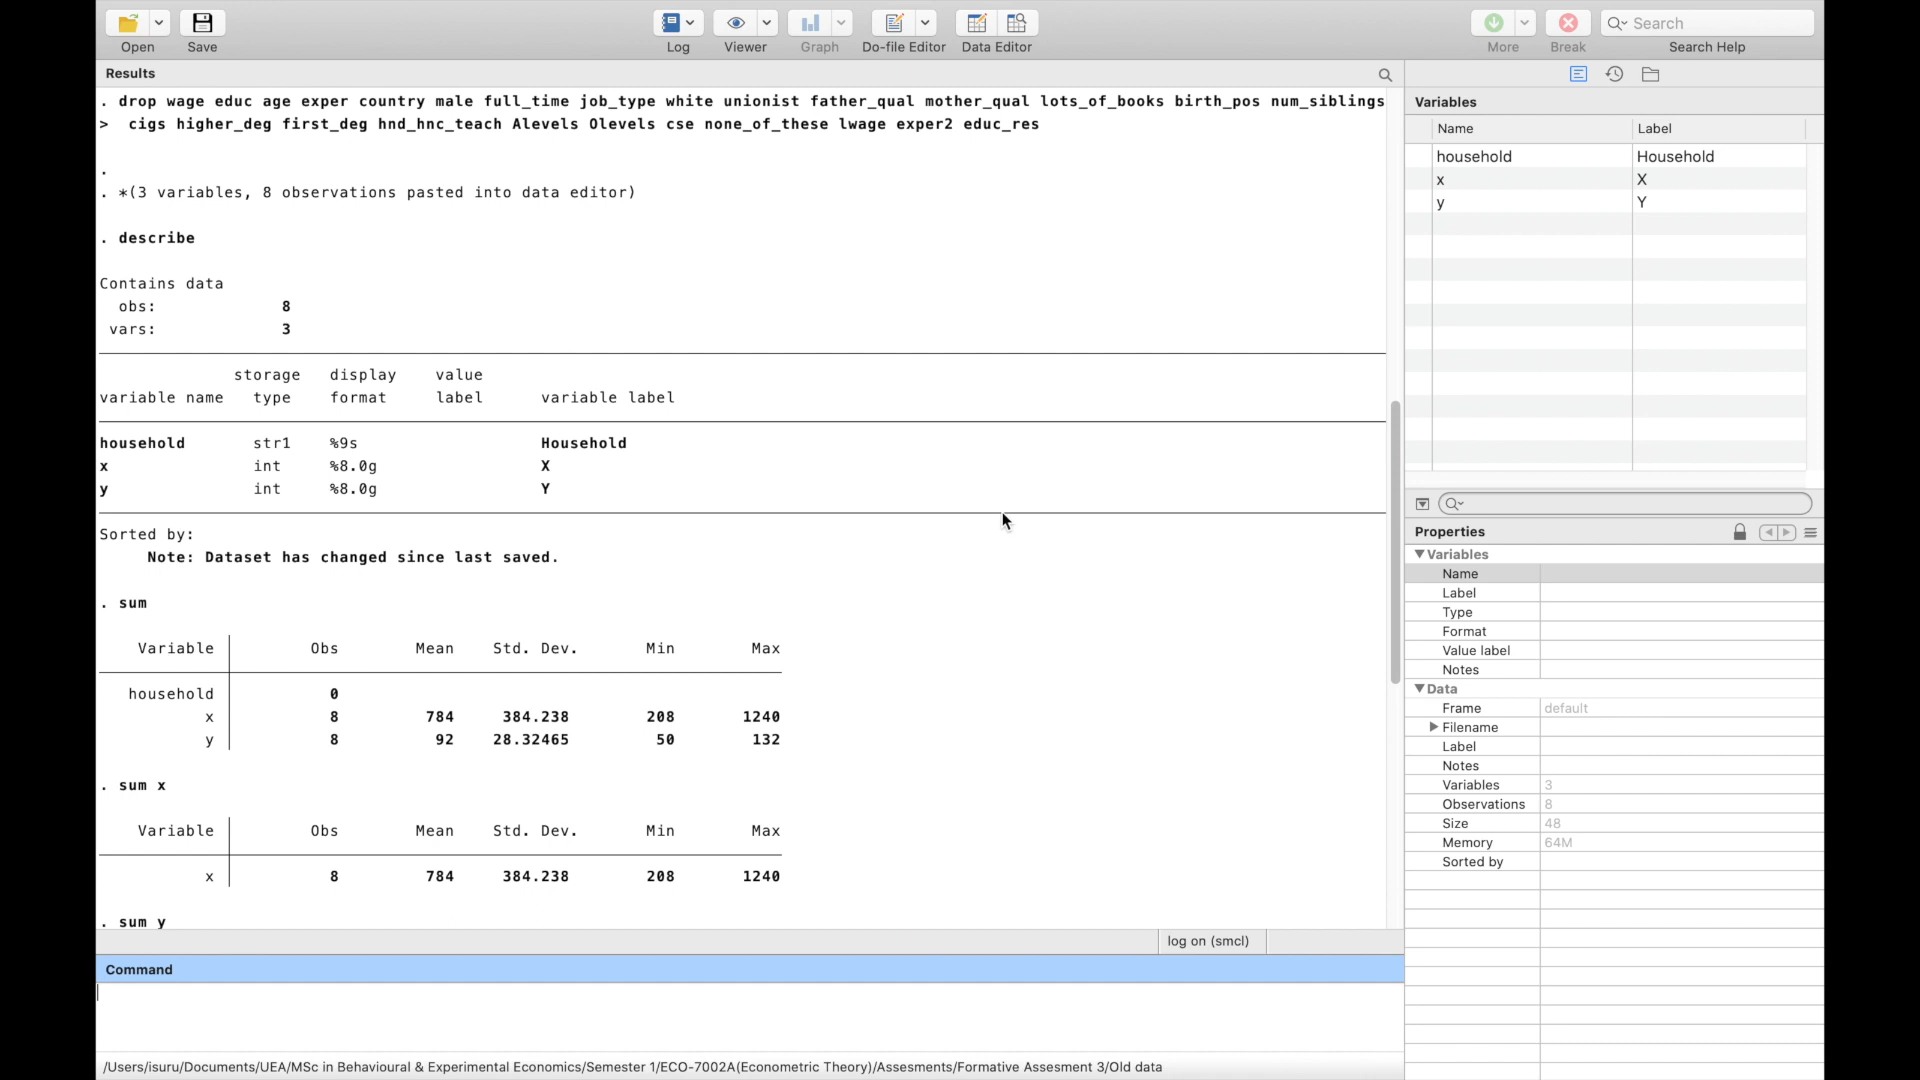 Open
Save
Log
Viewer
Graph
Do-file Editor
Data Editor
More
Break
Search
Search Help
Results
. drop wage educ age exper country male full_time job_type white unionist father_qual mother_qual lots_of_books birth_pos num_siblings
>  cigs higher_deg first_deg hnd_hnc_teach Alevels Olevels cse none_of_these lwage exper2 educ_res
.
. *(3 variables, 8 observations pasted into data editor)
. describe
Contains data
obs: 8
vars: 3
storage display value
variable name type format label variable label
household str1 %9s Household
x int %8.0g X
y int %8.0g Y
Sorted by:
Note: Dataset has changed since last saved.
. sum
Variable Obs Mean Std. Dev. Min Max
household 0
x 8 784 384.238 208 1240
y 8 92 28.32465 50 132
. sum x
Variable Obs Mean Std. Dev. Min Max
x 8 784 384.238 208 1240
. sum y
log on (smcl)
Command
/Users/isuru/Documents/UEA/MSc in Behavioural & Experimental Economics/Semester 1/ECO-7002A(Econometric Theory)/Assesments/Formative Assesment 3/Old data
Variables
Name Label
household Household
x X
y Y
Properties
Variables
Name
Label
Type
Format
Value label
Notes
Data
Frame default
Filename
Label
Notes
Variables 3
Observations 8
Size 48
Memory 64M
Sorted by